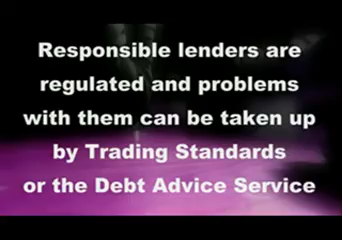 Responsible lenders are
regulated and problems
with them can be taken up
by Trading Standards
or the Debt Advice Service